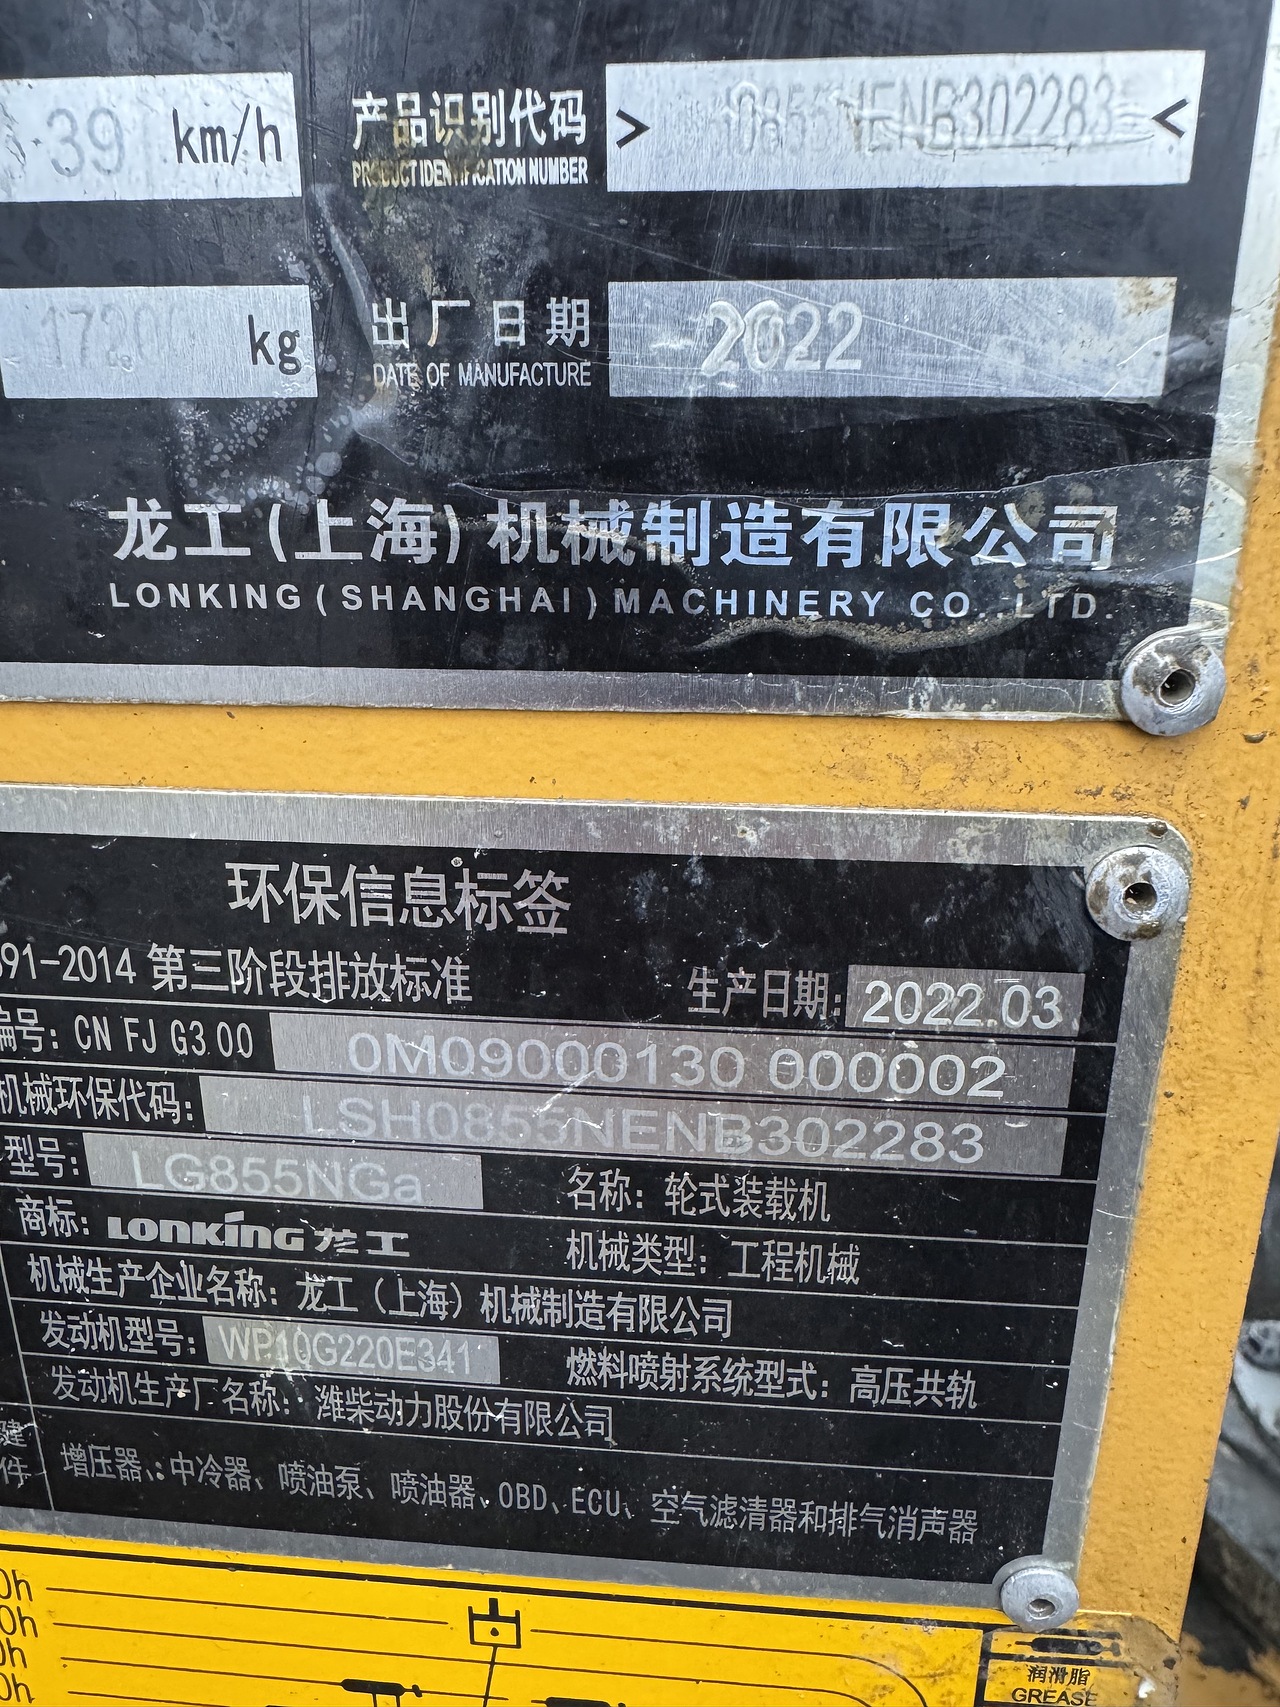 39 km/h
产品识别代码
PRODUCT IDENTIFICATION NUMBER
> NB302283 <
kg
出厂日期
DATE OF MANUFACTURE
2022
龙工(上海)机械制造有限公司
LONKING(SHANGHAI)MACHINERY CO.,LTD.
环保信息标签
91-2014 第三阶段排放标准
生产日期: 2022.03
编号: CN FJ G3 00 0M09000130 000002
机械环保代码: LSH0855NENB302283
型号: LG855NGa
名称: 轮式装载机
商标: LONKING 龙工
机械类型: 工程机械
机械生产企业名称: 龙工（上海）机械制造有限公司
发动机型号: WP10G220E341
燃料喷射系统型式: 高压共轨
发动机生产厂名称: 潍柴动力股份有限公司
键
件
增压器、中冷器、喷油泵、喷油器、OBD、ECU、空气滤清器和排气消声器
0h
0h
0h
0h
润滑脂
GREASE